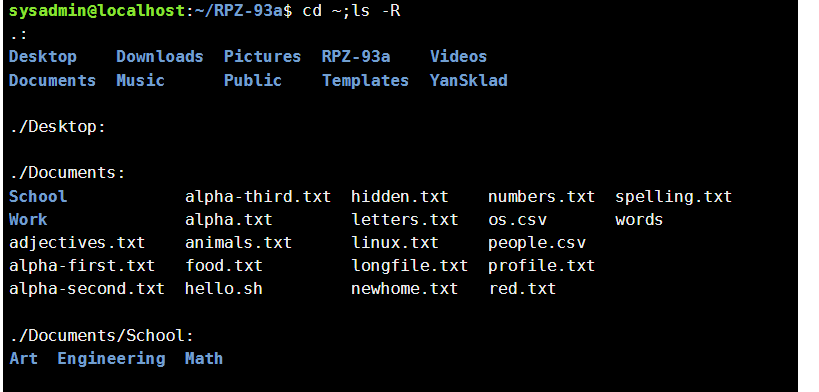 sysadmin@localhost:~/RPZ-93a$ cd ~;ls -R
.:
Desktop    Downloads  Pictures  RPZ-93a    Videos
Documents  Music      Public    Templates  YanSklad
./Desktop:
./Documents:
School            alpha-third.txt  hidden.txt    numbers.txt  spelling.txt
Work              alpha.txt        letters.txt   os.csv       words
adjectives.txt    animals.txt      linux.txt     people.csv
alpha-first.txt   food.txt         longfile.txt  profile.txt
alpha-second.txt  hello.sh         newhome.txt   red.txt
./Documents/School:
Art  Engineering  Math